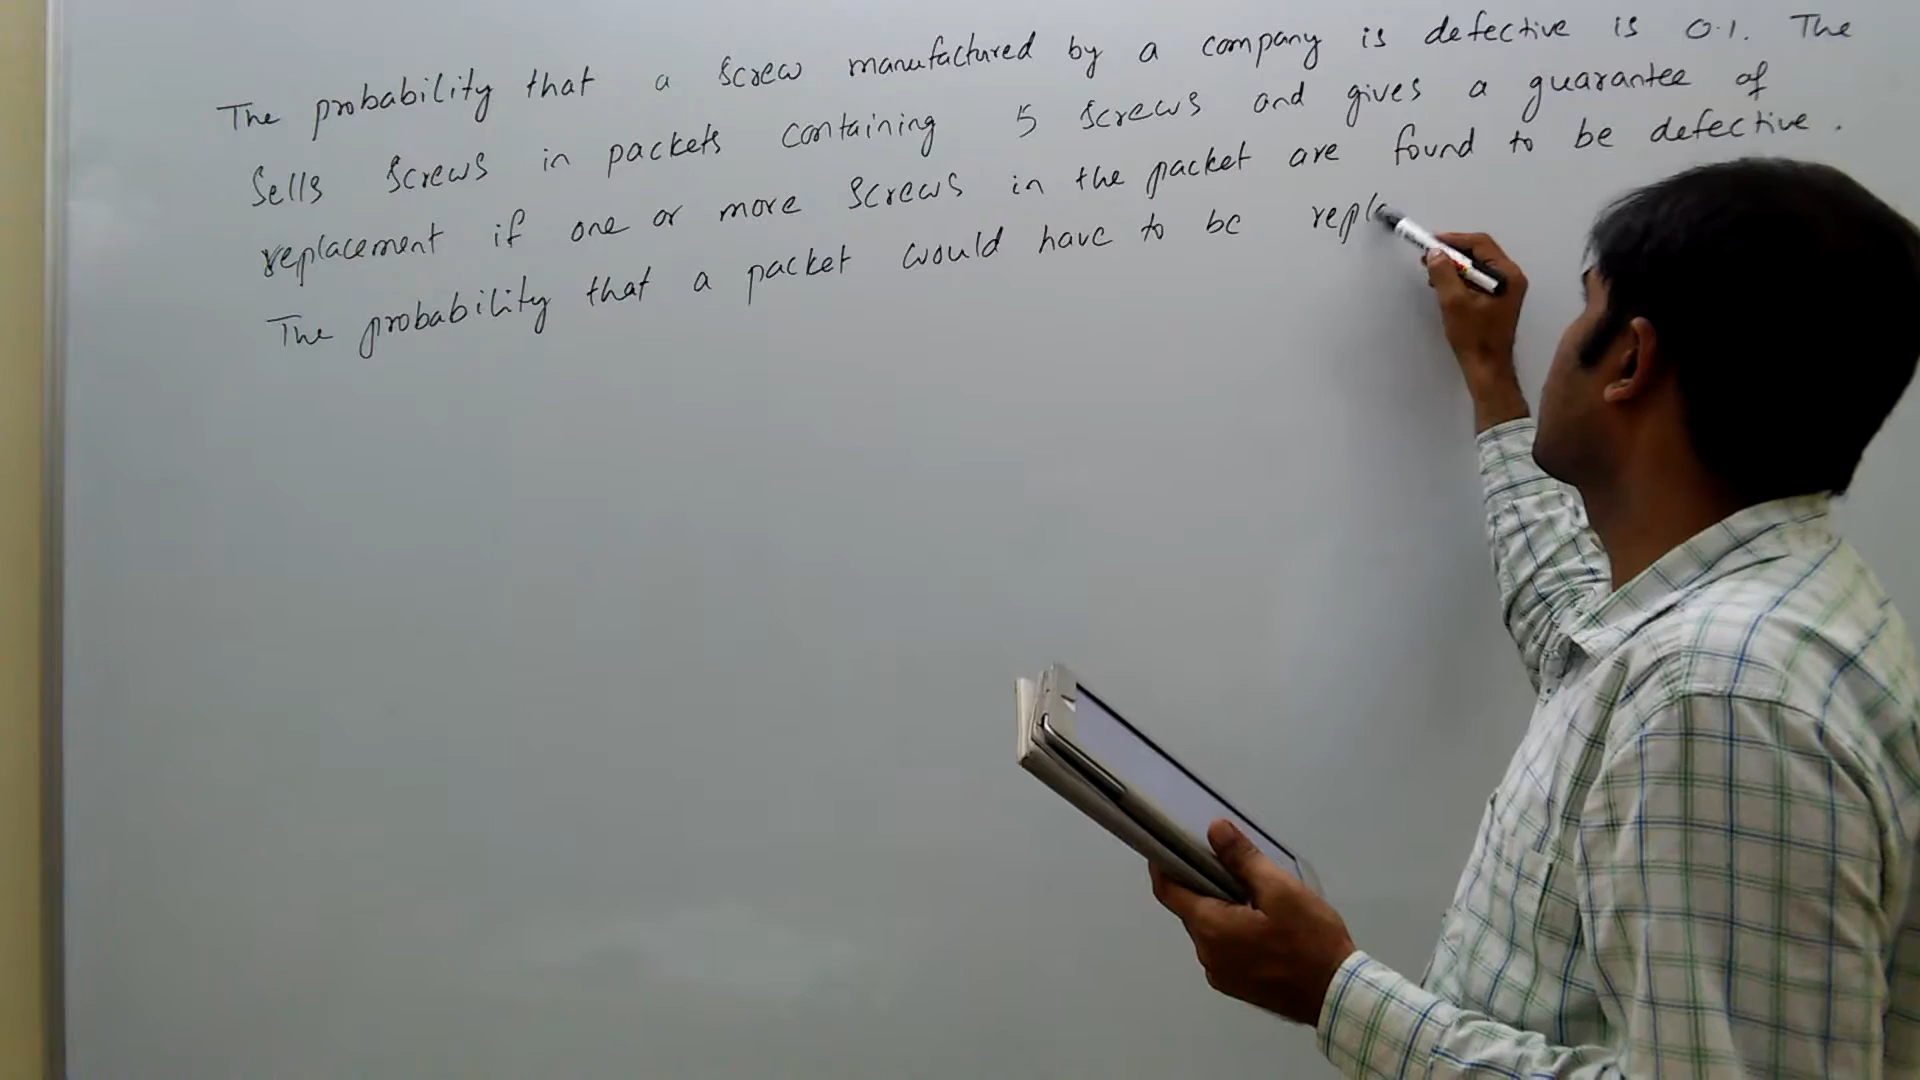 The probability that a screw manufactured by a company is defective is 0.1. The
sells screws in packets containing 5 screws and gives a guarantee of
replacement if one or more screws in the packet are found to be defective.
The probability that a packet would have to be repla